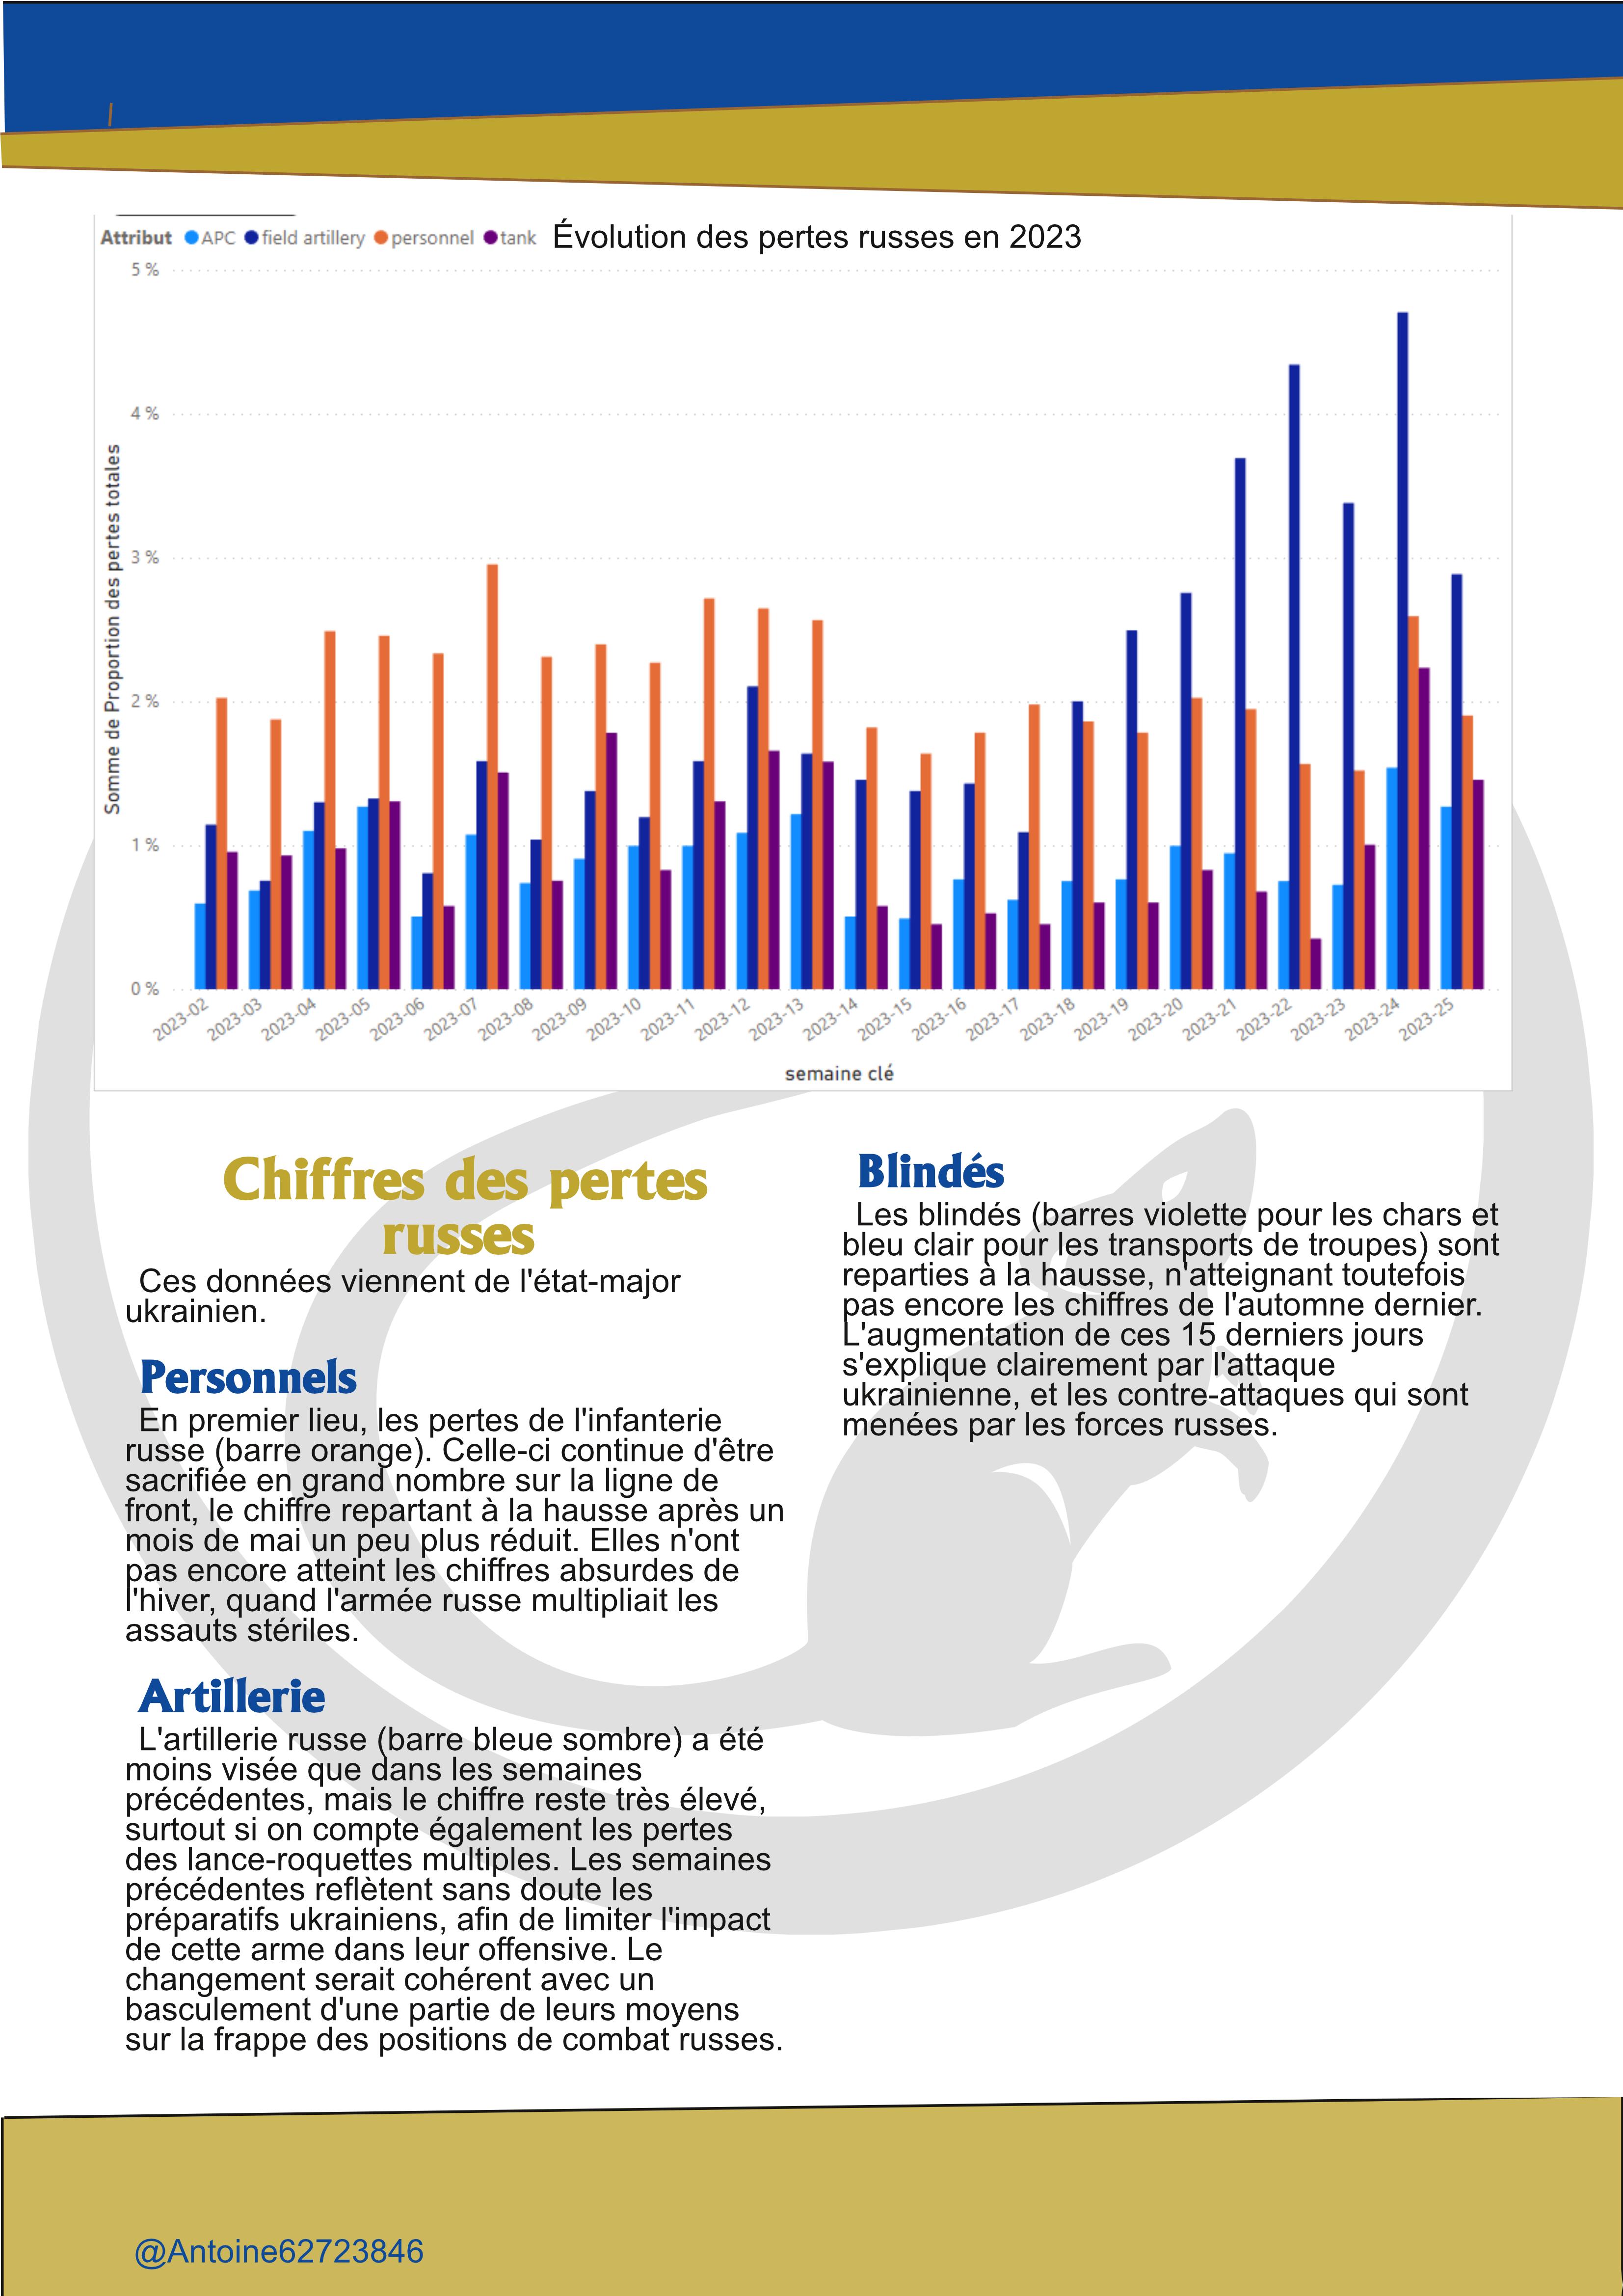 Attribut APC field artillery personnel tank Évolution des pertes russes en 2023
5 %
4 %
3 %
2 %
1 %
0 %
Somme de Proportion des pertes totales
2023-02 2023-03 2023-04 2023-05 2023-06 2023-07 2023-08 2023-09 2023-10 2023-11 2023-12 2023-13 2023-14 2023-15 2023-16 2023-17 2023-18 2023-19 2023-20 2023-21 2023-22 2023-23 2023-24 2023-25
semaine clé
Chiffres des pertes
russes
Ces données viennent de l'état-major
ukrainien.
Personnels
En premier lieu, les pertes de l'infanterie
russe (barre orange). Celle-ci continue d'être
sacrifiée en grand nombre sur la ligne de
front, le chiffre repartant à la hausse après un
mois de mai un peu plus réduit. Elles n'ont
pas encore atteint les chiffres absurdes de
l'hiver, quand l'armée russe multipliait les
assauts stériles.
Artillerie
L'artillerie russe (barre bleue sombre) a été
moins visée que dans les semaines
précédentes, mais le chiffre reste très élevé,
surtout si on compte également les pertes
des lance-roquettes multiples. Les semaines
précédentes reflètent sans doute les
préparatifs ukrainiens, afin de limiter l'impact
de cette arme dans leur offensive. Le
changement serait cohérent avec un
basculement d'une partie de leurs moyens
sur la frappe des positions de combat russes.
Blindés
Les blindés (barres violette pour les chars et
bleu clair pour les transports de troupes) sont
reparties à la hausse, n'atteignant toutefois
pas encore les chiffres de l'automne dernier.
L'augmentation de ces 15 derniers jours
s'explique clairement par l'attaque
ukrainienne, et les contre-attaques qui sont
menées par les forces russes.
@Antoine62723846